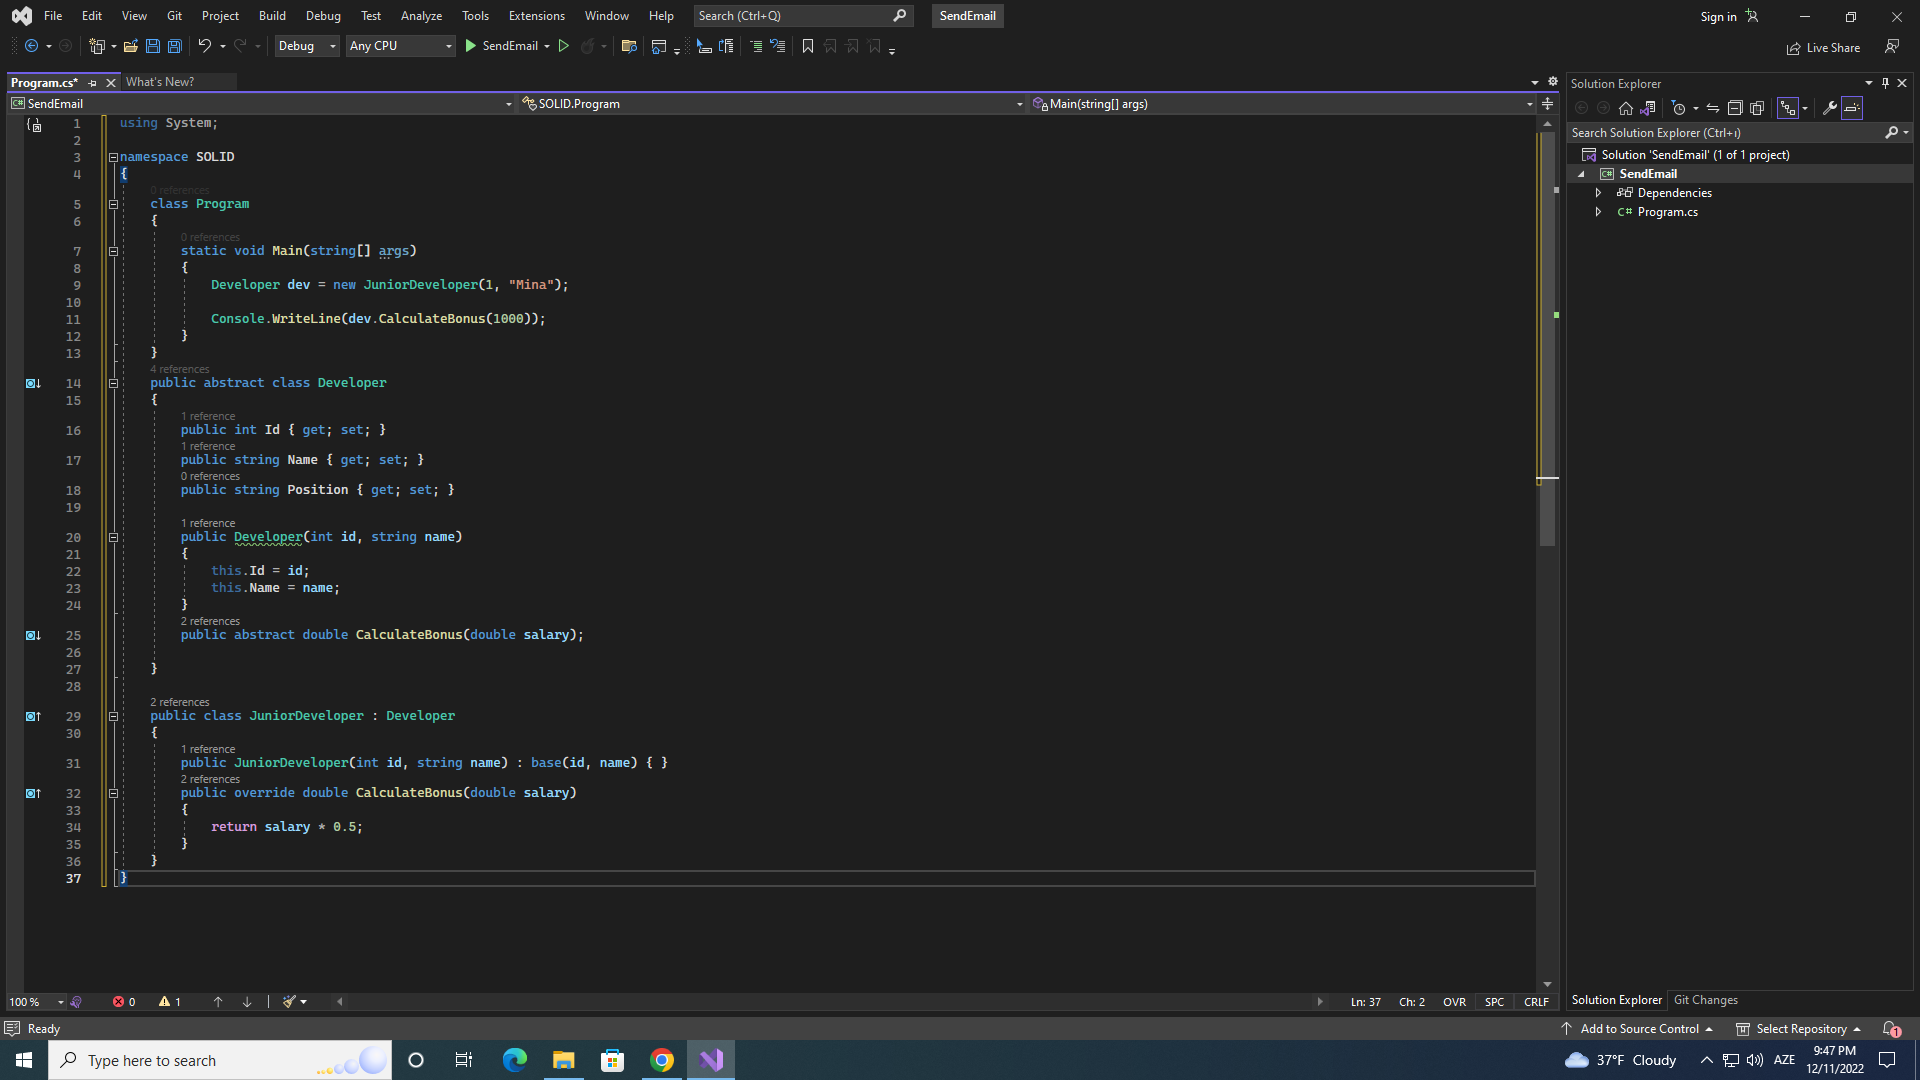 File Edit View Git Project Build Debug Test Analyze Tools Extensions Window Help Search (Ctrl+Q) SendEmail Sign in
Debug Any CPU SendEmail Live Share
Program.cs* What's New?
SendEmail SOLID.Program Main(string[] args)
1 using System;
2
3 namespace SOLID
4 {
0 references
5 class Program
6 {
0 references
7 static void Main(string[] args)
8 {
9 Developer dev = new JuniorDeveloper(1, "Mina");
10
11 Console.WriteLine(dev.CalculateBonus(1000));
12 }
13 }
4 references
14 public abstract class Developer
15 {
1 reference
16 public int Id { get; set; }
1 reference
17 public string Name { get; set; }
0 references
18 public string Position { get; set; }
19
1 reference
20 public Developer(int id, string name)
21 {
22 this.Id = id;
23 this.Name = name;
24 }
2 references
25 public abstract double CalculateBonus(double salary);
26
27 }
28
2 references
29 public class JuniorDeveloper : Developer
30 {
1 reference
31 public JuniorDeveloper(int id, string name) : base(id, name) { }
2 references
32 public override double CalculateBonus(double salary)
33 {
34 return salary * 0.5;
35 }
36 }
37 }
100 % 0 1 Ln: 37 Ch: 2 OVR SPC CRLF
Solution Explorer
Search Solution Explorer (Ctrl+ı)
Solution 'SendEmail' (1 of 1 project)
C# SendEmail
Dependencies
C# Program.cs
Solution Explorer Git Changes
Ready Add to Source Control Select Repository 1
Type here to search 37°F Cloudy AZE 9:47 PM
12/11/2022